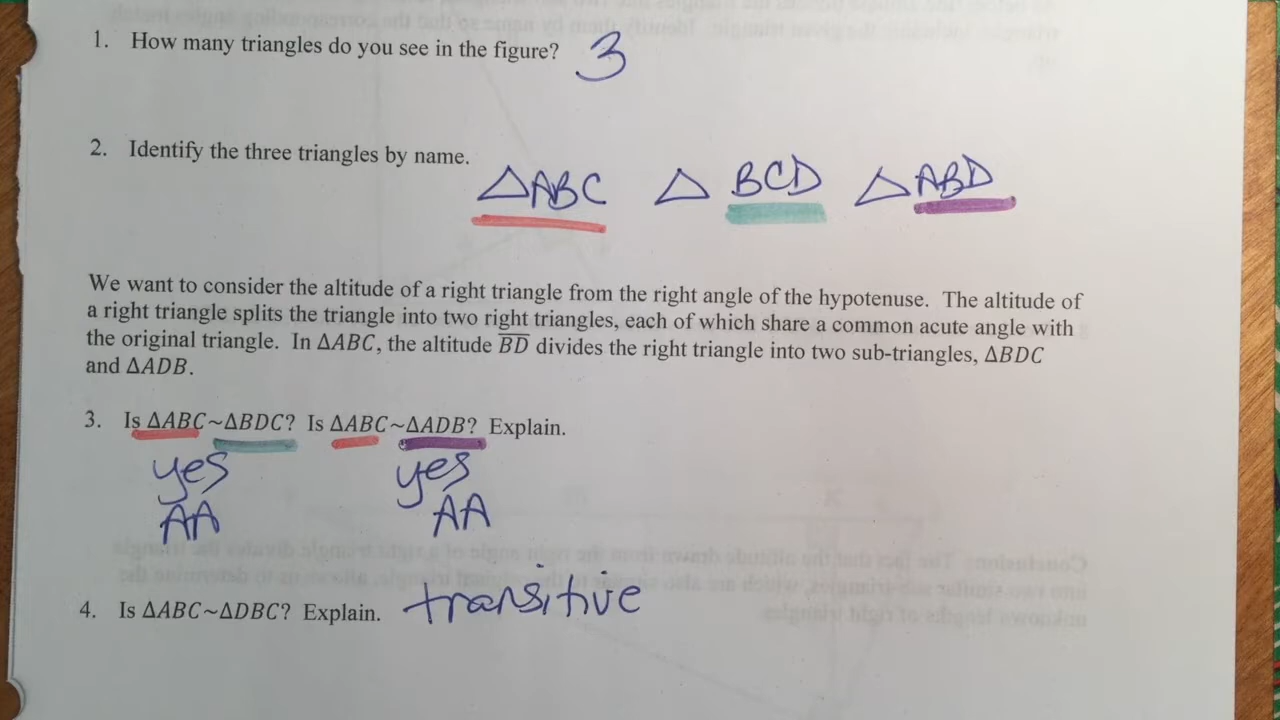 1. How many triangles do you see in the figure? 3
2. Identify the three triangles by name.
△ABC △ BCD △ABD
We want to consider the altitude of a right triangle from the right angle of the hypotenuse. The altitude of
a right triangle splits the triangle into two right triangles, each of which share a common acute angle with
the original triangle. In ΔABC, the altitude B̅D̅ divides the right triangle into two sub-triangles, ΔBDC
and ΔADB.
3. Is ΔABC~ΔBDC? Is ΔABC~ΔADB? Explain.
yes yes
AA AA
4. Is ΔABC~ΔDBC? Explain. transitive